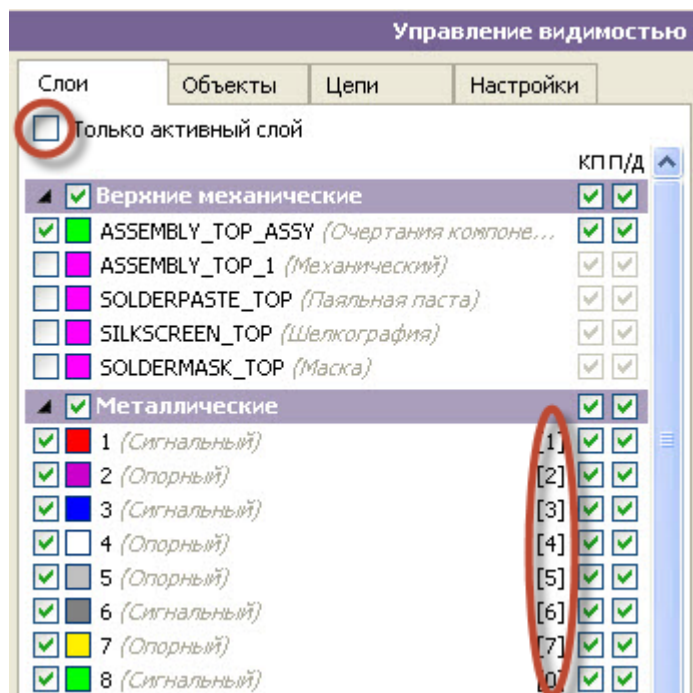 Управление видимостью
Слои Объекты Цепи Настройки
Только активный слой
КП П/Д
Верхние механические
ASSEMBLY_TOP_ASSY (Очертания компоне...
ASSEMBLY_TOP_1 (Механический)
SOLDERPASTE_TOP (Паяльная паста)
SILKSCREEN_TOP (Шелкография)
SOLDERMASK_TOP (Маска)
Металлические
1 (Сигнальный) [1]
2 (Опорный) [2]
3 (Сигнальный) [3]
4 (Опорный) [4]
5 (Опорный) [5]
6 (Сигнальный) [6]
7 (Опорный) [7]
8 (Сигнальный) [0]